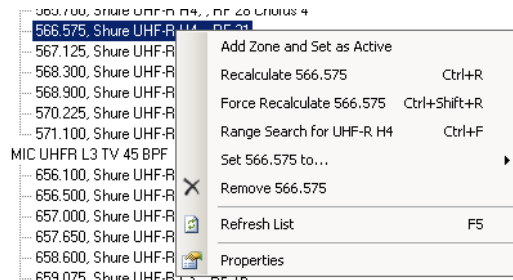 565.700, Shure UHF-R H4, , RF 28 Chorus 4
566.575, Shure UHF-R H4, , RF 31
567.125, Shure UHF-R
568.300, Shure UHF-R
568.900, Shure UHF-R
570.225, Shure UHF-R
571.100, Shure UHF-R
MIC UHFR L3 TV 45 BPF
656.100, Shure UHF-R
656.500, Shure UHF-R
657.000, Shure UHF-R
657.650, Shure UHF-R
658.600, Shure UHF-R
659.075, Shure UHF-R
Add Zone and Set as Active
Recalculate 566.575 Ctrl+R
Force Recalculate 566.575 Ctrl+Shift+R
Range Search for UHF-R H4 Ctrl+F
Set 566.575 to...
Remove 566.575
Refresh List F5
Properties